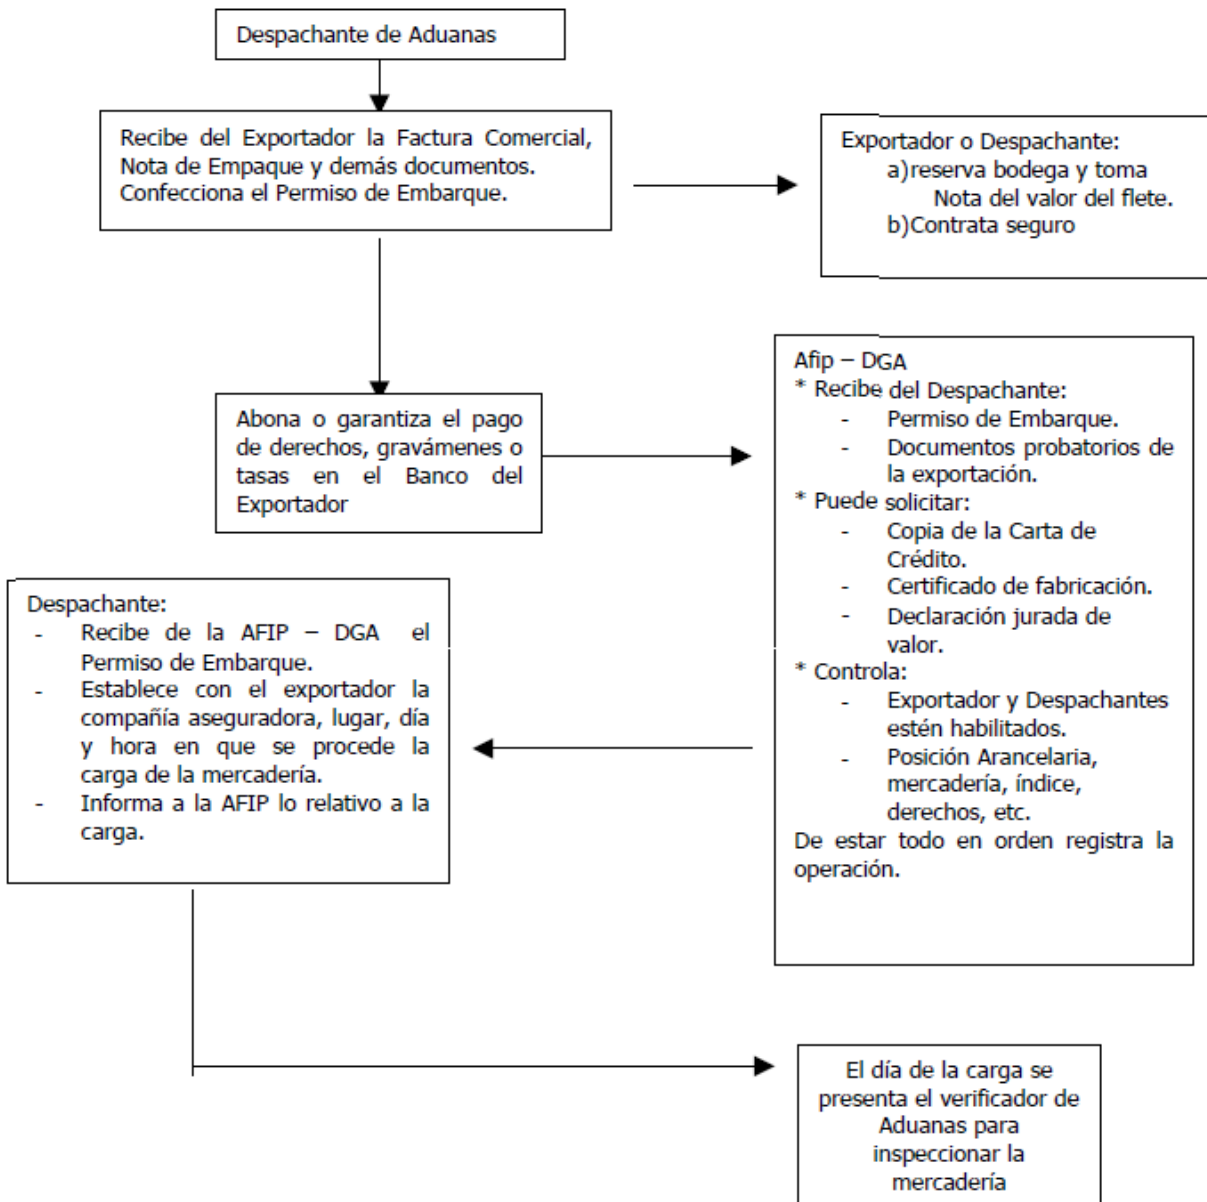 Despachante de Aduanas
Recibe del Exportador la Factura Comercial,
Nota de Empaque y demás documentos.
Confecciona el Permiso de Embarque.
Exportador o Despachante:
a)reserva bodega y toma
Nota del valor del flete.
b)Contrata seguro
Abona o garantiza el pago
de derechos, gravámenes o
tasas en el Banco del
Exportador
Afip – DGA
* Recibe del Despachante:
- Permiso de Embarque.
- Documentos probatorios de
la exportación.
* Puede solicitar:
- Copia de la Carta de
Crédito.
- Certificado de fabricación.
- Declaración jurada de
valor.
* Controla:
- Exportador y Despachantes
estén habilitados.
- Posición Arancelaria,
mercadería, índice,
derechos, etc.
De estar todo en orden registra la
operación.
Despachante:
- Recibe de la AFIP – DGA el
Permiso de Embarque.
- Establece con el exportador la
compañía aseguradora, lugar, día
y hora en que se procede la
carga de la mercadería.
- Informa a la AFIP lo relativo a la
carga.
El día de la carga se
presenta el verificador de
Aduanas para
inspeccionar la
mercadería